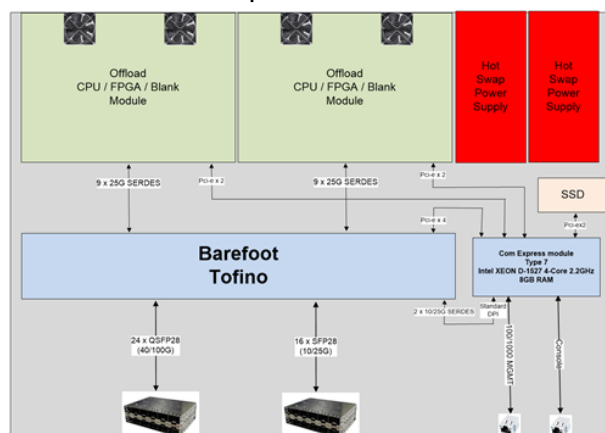 Offload
CPU / FPGA / Blank
Module
Offload
CPU / FPGA / Blank
Module
Hot
Swap
Power
Supply
Hot
Swap
Power
Supply
9 x 25G SERDES
Pci-e x 2
9 x 25G SERDES
Pci-e x 2
SSD
Pci-e x 4
Pci-ex2
Barefoot
Tofino
Com Express module
Type 7
Intel XEON D-1527 4-Core 2.2GHz
8GB RAM
2 x 10/25G SERDES
Standard
DPI
24 x QSFP28
(40/100G)
16 x SFP28
(10/25G)
100/1000 MGMT
Console